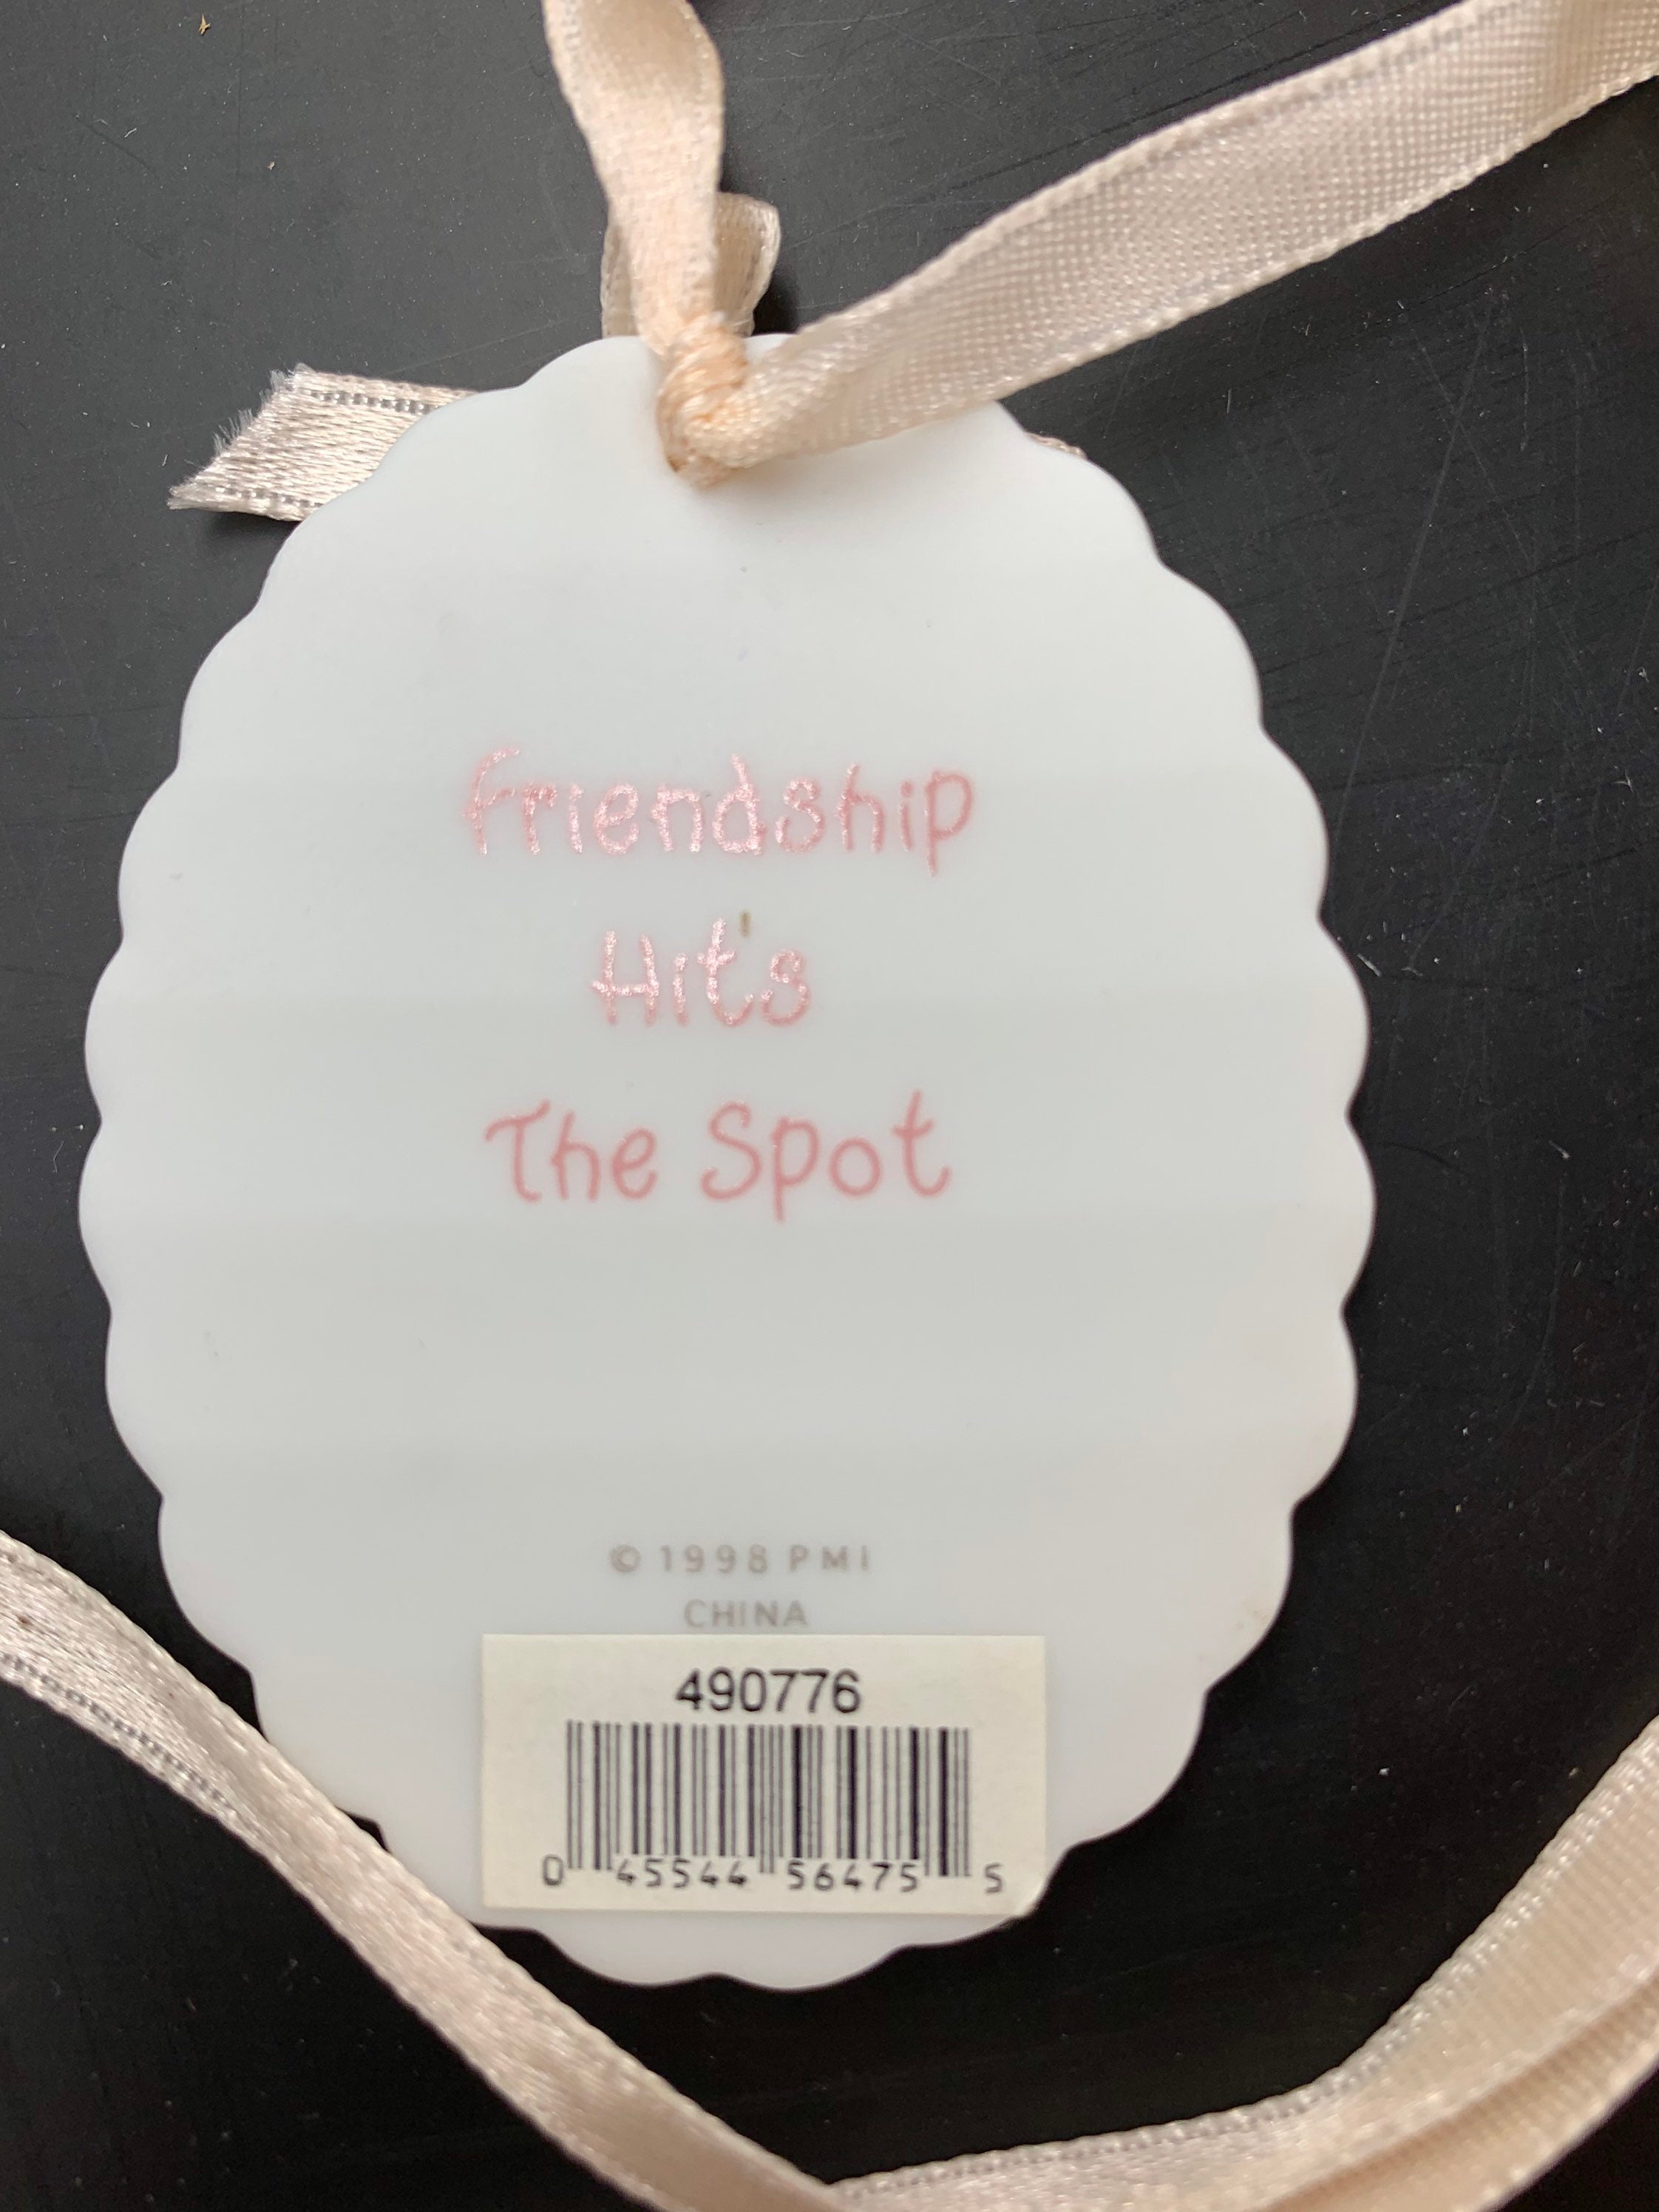 Friendship
Hit's
The Spot
© 1998 PMI
CHINA
490776
0 45544 56475 5